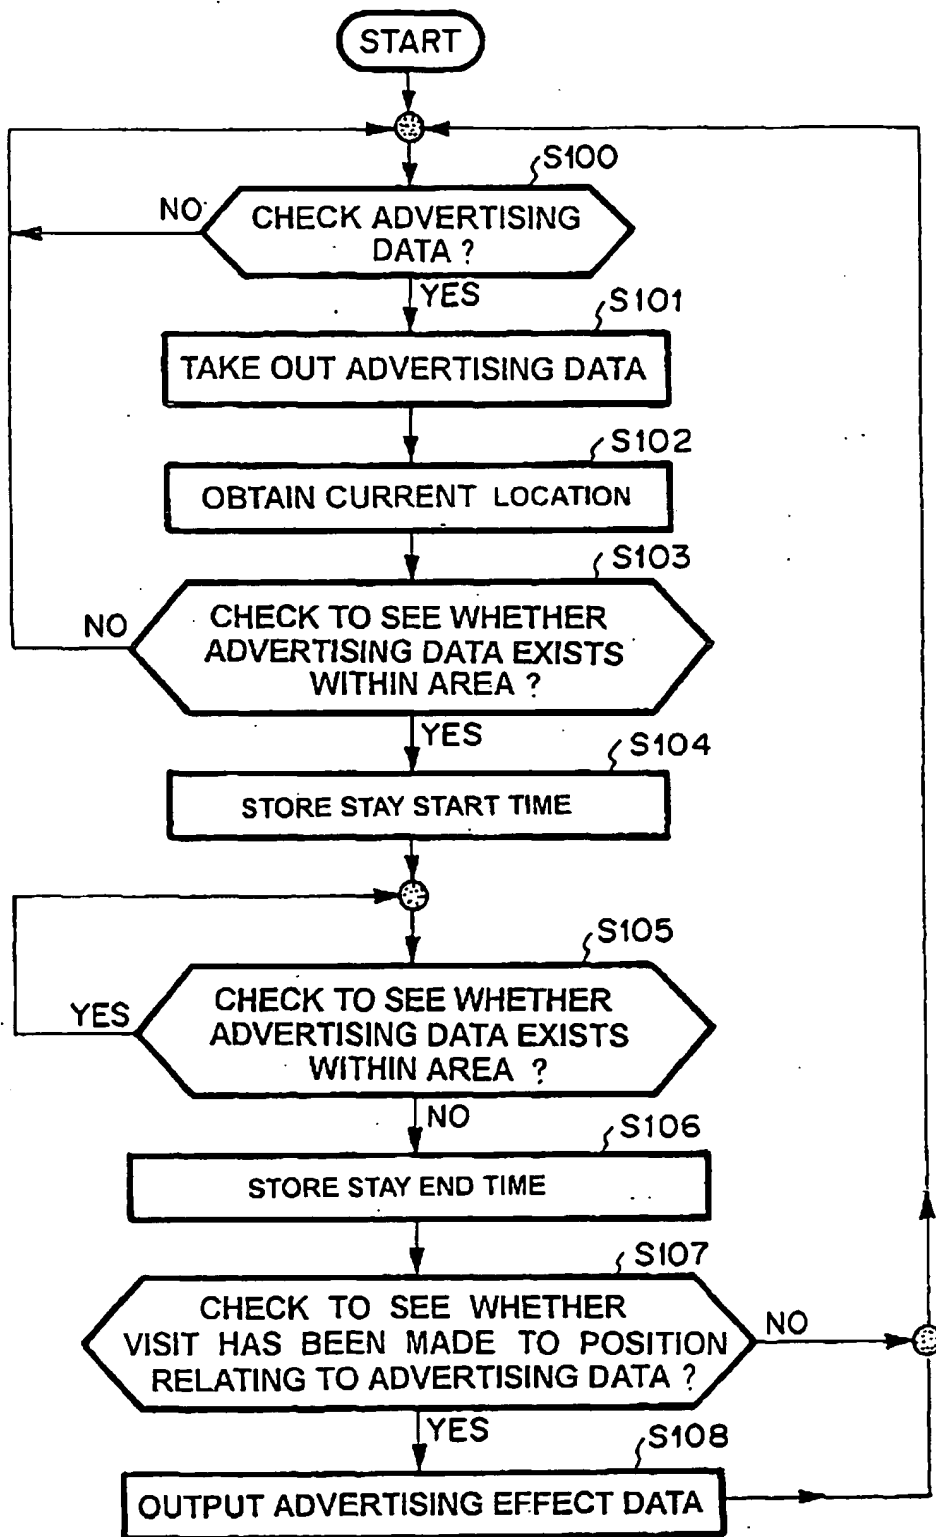 START
S100
NO
CHECK ADVERTISING
DATA ?
YES
S101
TAKE OUT ADVERTISING DATA
S102
OBTAIN CURRENT LOCATION
S103
NO
CHECK TO SEE WHETHER
ADVERTISING DATA EXISTS
WITHIN AREA ?
YES
S104
STORE STAY START TIME
S105
YES
CHECK TO SEE WHETHER
ADVERTISING DATA EXISTS
WITHIN AREA ?
NO
S106
STORE STAY END TIME
S107
CHECK TO SEE WHETHER
VISIT HAS BEEN MADE TO POSITION
RELATING TO ADVERTISING DATA ?
NO
YES
S108
OUTPUT ADVERTISING EFFECT DATA